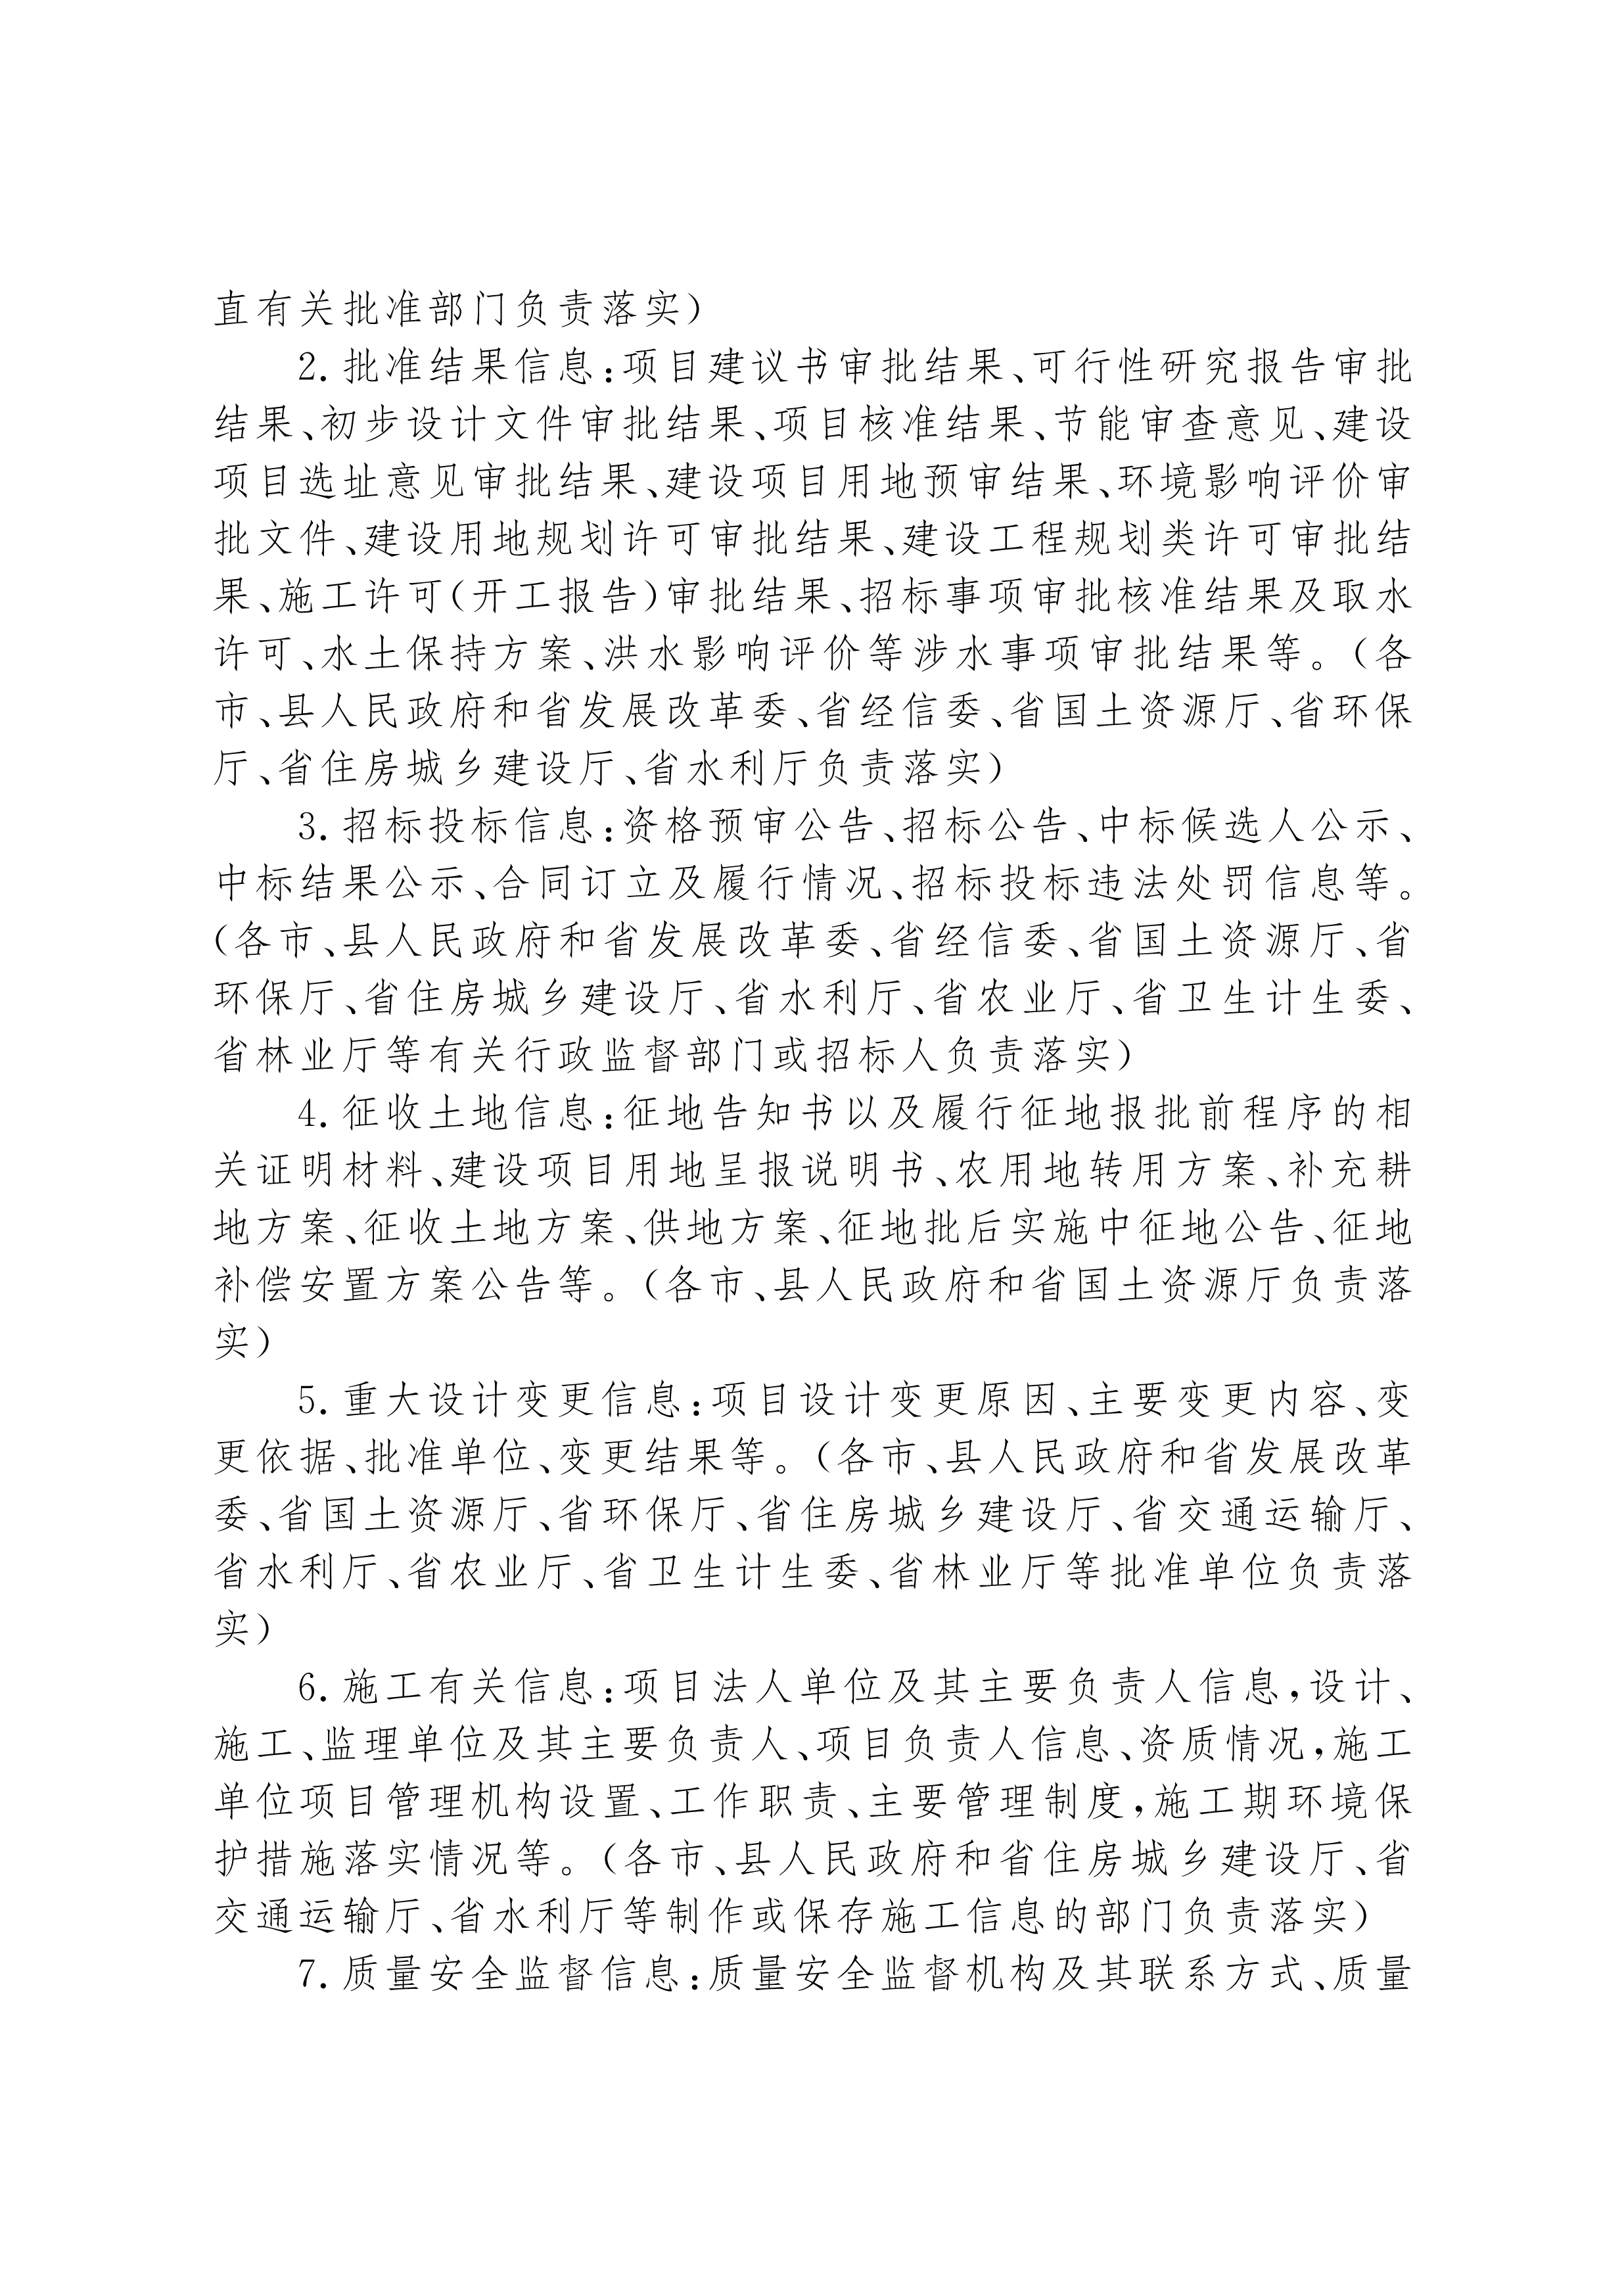 直有关批准部门负责落实）
2.批准结果信息：项目建议书审批结果、可行性研究报告审批
结果、初步设计文件审批结果、项目核准结果、节能审查意见、建设
项目选址意见审批结果、建设项目用地预审结果、环境影响评价审
批文件、建设用地规划许可审批结果、建设工程规划类许可审批结
果、施工许可（开工报告）审批结果、招标事项审批核准结果及取水
许可、水土保持方案、洪水影响评价等涉水事项审批结果等。（各
市、县人民政府和省发展改革委、省经信委、省国土资源厅、省环保
厅、省住房城乡建设厅、省水利厅负责落实）
3.招标投标信息：资格预审公告、招标公告、中标候选人公示、
中标结果公示、合同订立及履行情况、招标投标违法处罚信息等。
（各市、县人民政府和省发展改革委、省经信委、省国土资源厅、省
环保厅、省住房城乡建设厅、省水利厅、省农业厅、省卫生计生委、
省林业厅等有关行政监督部门或招标人负责落实）
4.征收土地信息：征地告知书以及履行征地报批前程序的相
关证明材料、建设项目用地呈报说明书、农用地转用方案、补充耕
地方案、征收土地方案、供地方案、征地批后实施中征地公告、征地
补偿安置方案公告等。（各市、县人民政府和省国土资源厅负责落
实）
5.重大设计变更信息：项目设计变更原因、主要变更内容、变
更依据、批准单位、变更结果等。（各市、县人民政府和省发展改革
委、省国土资源厅、省环保厅、省住房城乡建设厅、省交通运输厅、
省水利厅、省农业厅、省卫生计生委、省林业厅等批准单位负责落
实）
6.施工有关信息：项目法人单位及其主要负责人信息，设计、
施工、监理单位及其主要负责人、项目负责人信息、资质情况，施工
单位项目管理机构设置、工作职责、主要管理制度，施工期环境保
护措施落实情况等。（各市、县人民政府和省住房城乡建设厅、省
交通运输厅、省水利厅等制作或保存施工信息的部门负责落实）
7.质量安全监督信息：质量安全监督机构及其联系方式、质量